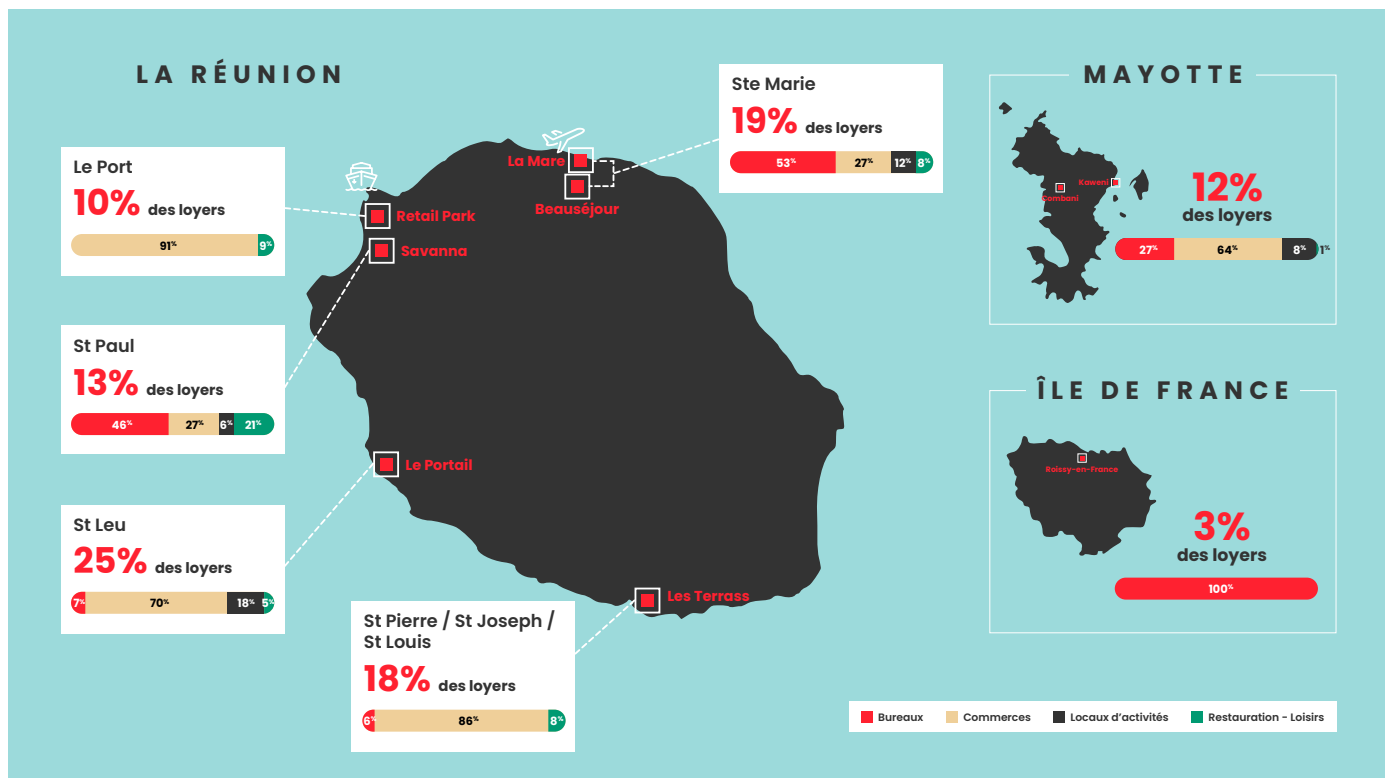 LA RÉUNION
Le Port
10% des loyers
91%
9%
St Paul
13% des loyers
46%
27%
6%
21%
St Leu
25% des loyers
7%
70%
18%
5%
St Pierre / St Joseph /
St Louis
18% des loyers
6%
86%
8%
Ste Marie
19% des loyers
53%
27%
12%
8%
La Mare
Beauséjour
Retail Park
Savanna
Le Portail
Les Terrass
MAYOTTE
Kaweni
Combani
12%
des loyers
27%
64%
8%
1%
ÎLE DE FRANCE
Roissy-en-France
3%
des loyers
100%
Bureaux
Commerces
Locaux d'activités
Restauration - Loisirs